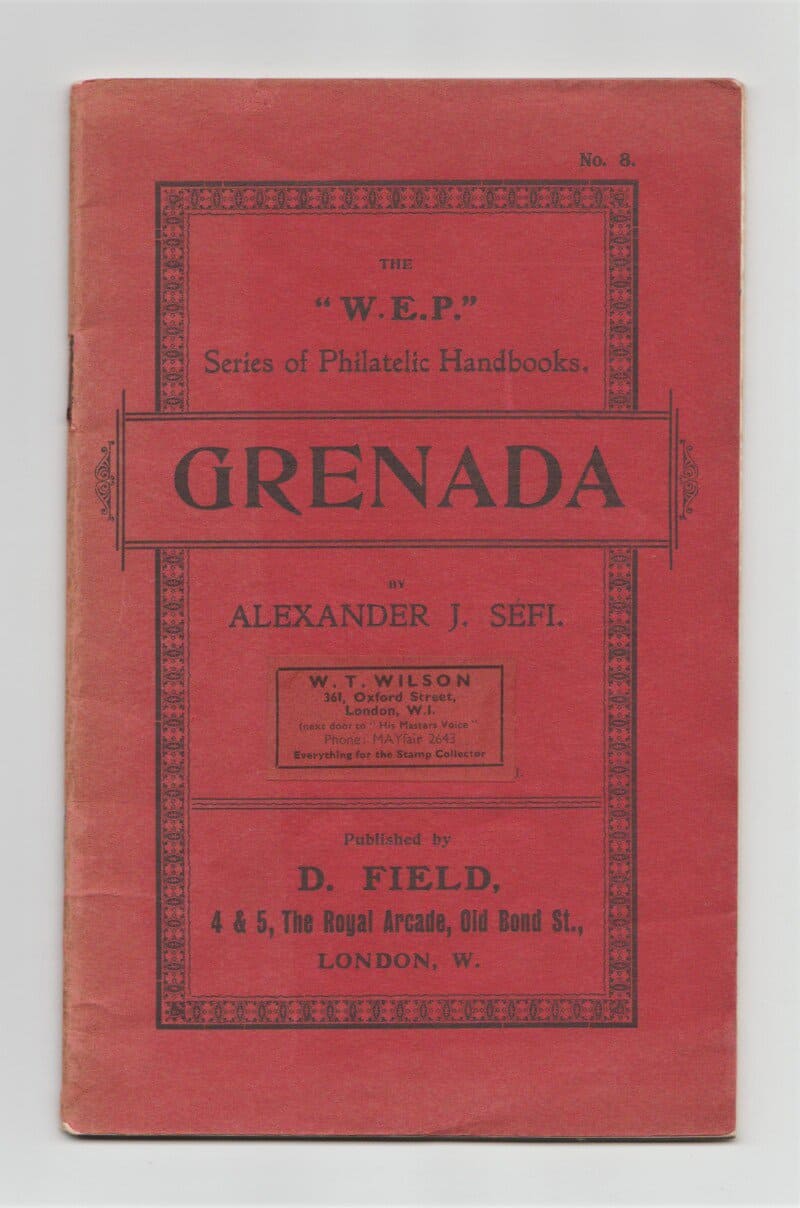 No. 8.
THE
"W.E.P."
Series of Philatelic Handbooks.
GRENADA
BY
ALEXANDER J. SÉFI.
W. T. WILSON
361, Oxford Street,
London, W.1.
(next door to "His Masters Voice"
Phone: MAYfair 2643
Everything for the Stamp Collector
Published by
D. FIELD,
4 & 5, The Royal Arcade, Old Bond St.,
LONDON, W.